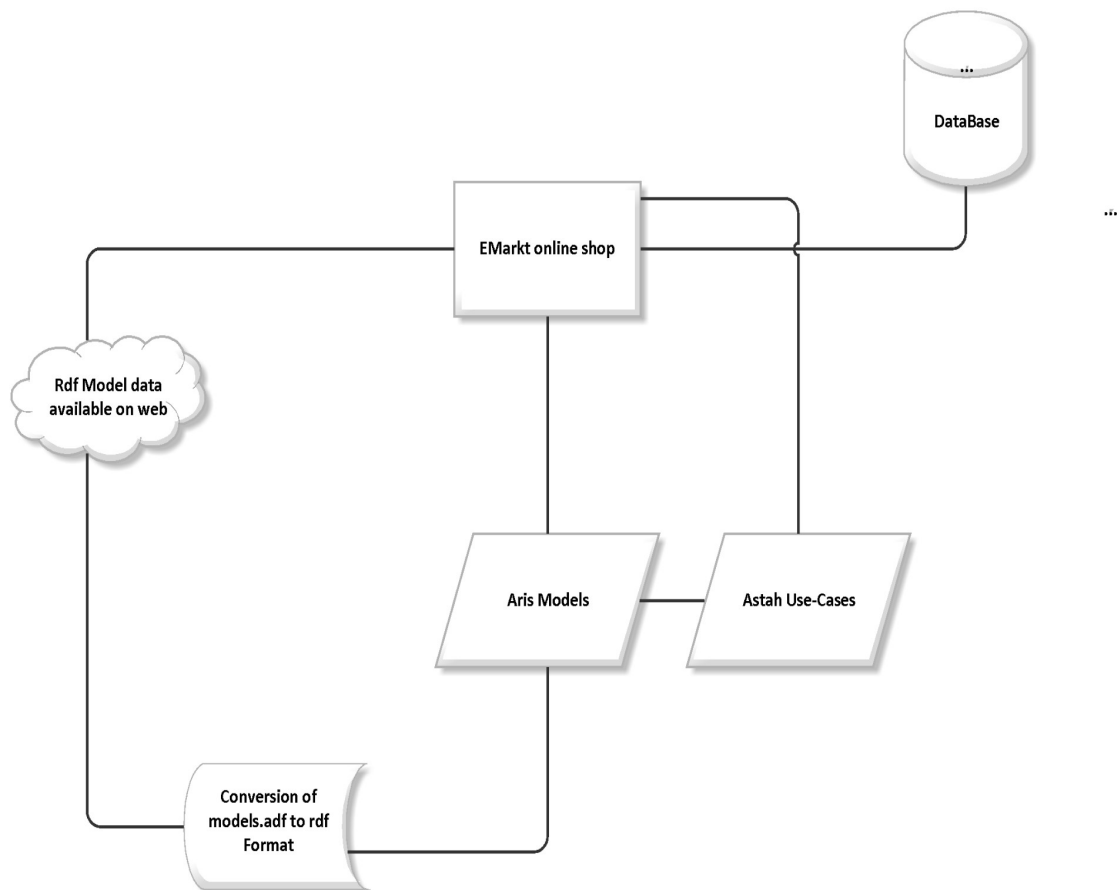 DataBase
EMarkt online shop
Rdf Model data
available on web
Aris Models
Astah Use-Cases
Conversion of
models.adf to rdf
Format